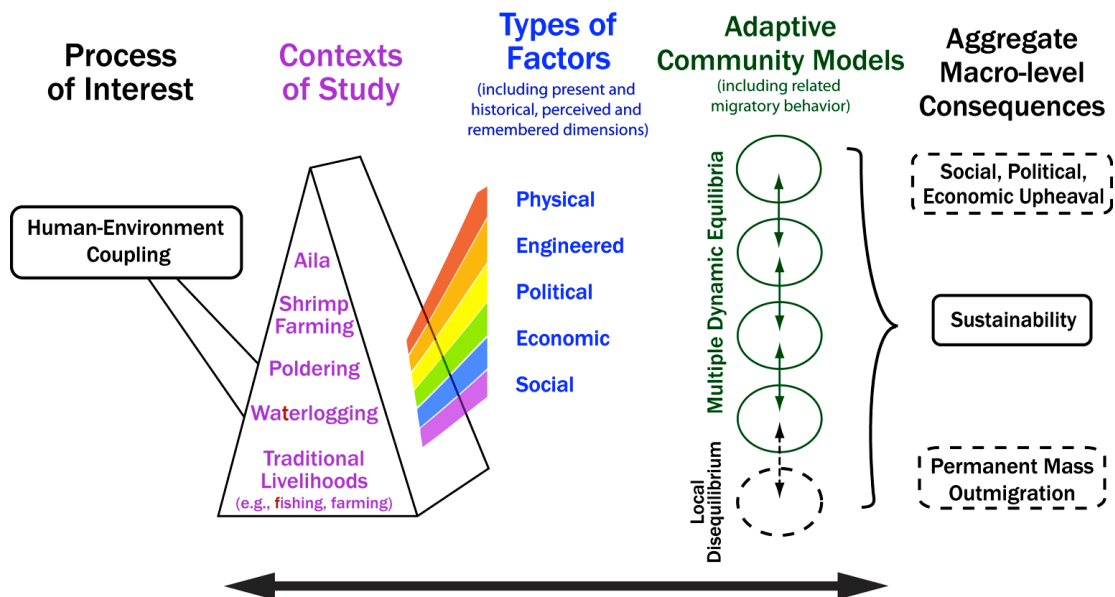 Process
of Interest
Contexts
of Study
Types of
Factors
(including present and
historical, perceived and
remembered dimensions)
Adaptive
Community Models
(including related
migratory behavior)
Aggregate
Macro-level
Consequences
Human-Environment
Coupling
Aila
Shrimp
Farming
Poldering
Waterlogging
Traditional
Livelihoods
(e.g., fishing, farming)
Physical
Engineered
Political
Economic
Social
Multiple Dynamic Equilibria
Local
Disequilibrium
Social, Political,
Economic Upheaval
Sustainability
Permanent Mass
Outmigration